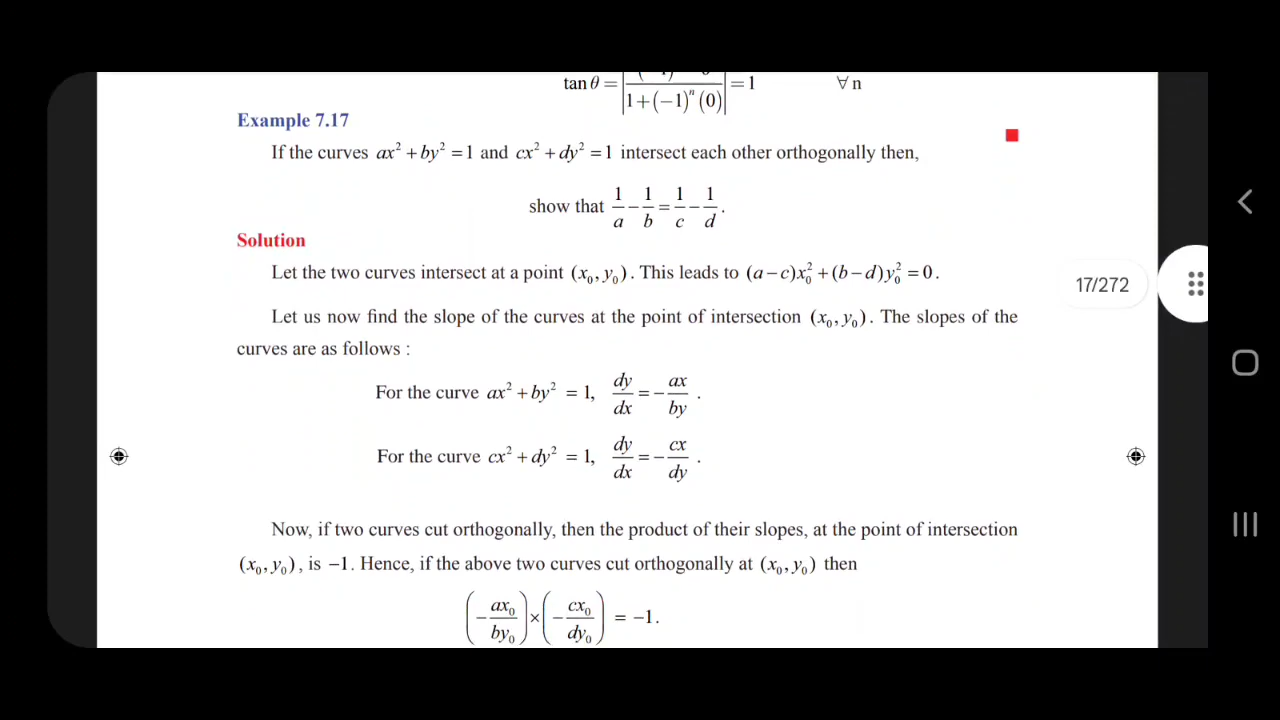 tan θ = | 1+(−1)ⁿ(0) | = 1 ∀ n
Example 7.17
If the curves ax² + by² = 1 and cx² + dy² = 1 intersect each other orthogonally then,
show that 1/a − 1/b = 1/c − 1/d .
Solution
Let the two curves intersect at a point (x₀, y₀). This leads to (a−c)x₀² + (b−d)y₀² = 0.
17/272
Let us now find the slope of the curves at the point of intersection (x₀, y₀). The slopes of the
curves are as follows :
For the curve ax² + by² = 1, dy/dx = −ax/by .
For the curve cx² + dy² = 1, dy/dx = −cx/dy .
Now, if two curves cut orthogonally, then the product of their slopes, at the point of intersection
(x₀, y₀), is −1. Hence, if the above two curves cut orthogonally at (x₀, y₀) then
(−ax₀/by₀) × (−cx₀/dy₀) = −1.